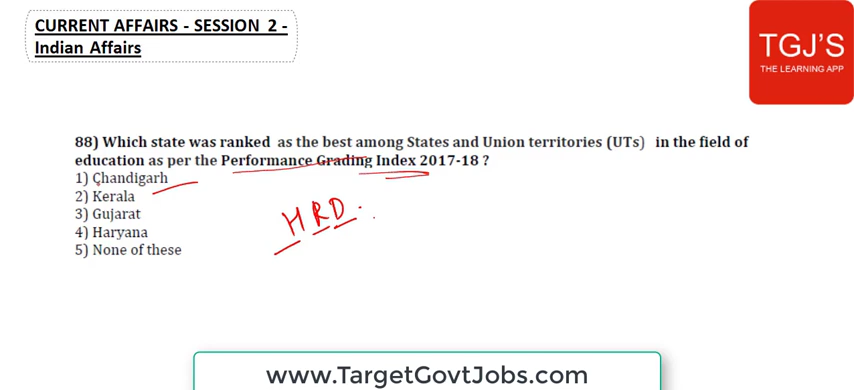 CURRENT AFFAIRS - SESSION 2 -
Indian Affairs
TGJ'S
THE LEARNING APP
88) Which state was ranked as the best among States and Union territories (UTs) in the field of
education as per the Performance Grading Index 2017-18 ?
1) Chandigarh
2) Kerala
3) Gujarat
4) Haryana
5) None of these
HRD.
www.TargetGovtJobs.com